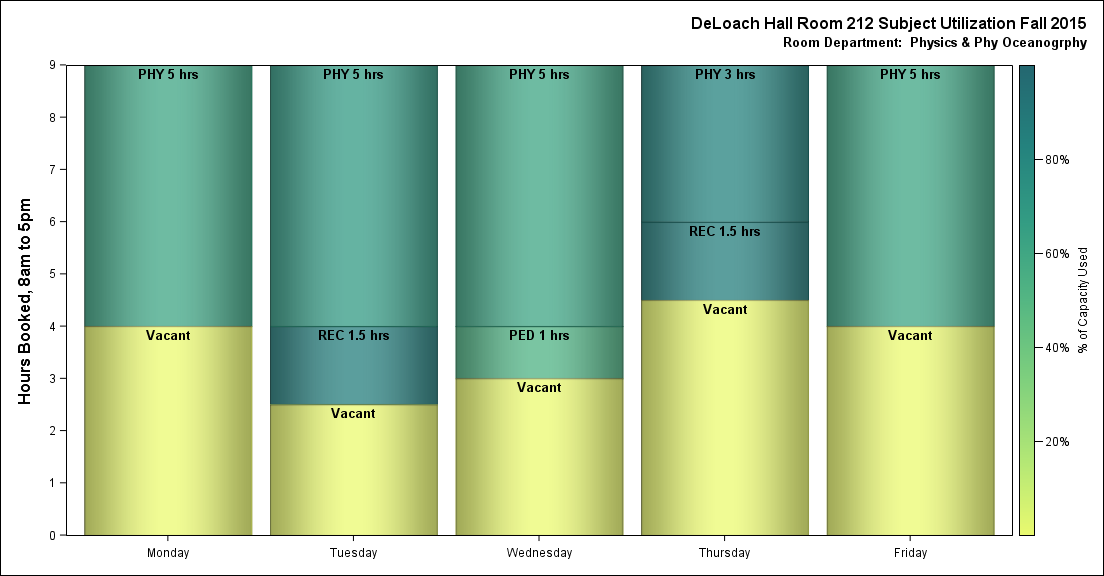 DeLoach Hall Room 212 Subject Utilization Fall 2015
Room Department:  Physics & Phy Oceanogrphy
Hours Booked, 8am to 5pm
9
8
7
6
5
4
3
2
1
0
PHY 5 hrs
Vacant
PHY 5 hrs
REC 1.5 hrs
Vacant
PHY 5 hrs
PED 1 hrs
Vacant
PHY 3 hrs
REC 1.5 hrs
Vacant
PHY 5 hrs
Vacant
Monday
Tuesday
Wednesday
Thursday
Friday
80%
60%
40%
20%
% of Capacity Used